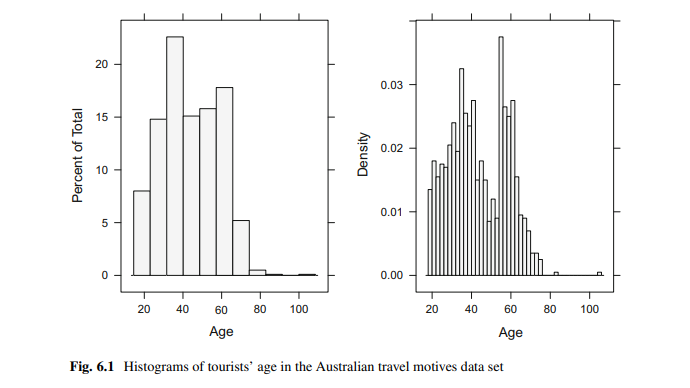 Percent of Total
20
15
10
5
0
20 40 60 80 100
Age
Density
0.03
0.02
0.01
0.00
20 40 60 80 100
Age
Fig. 6.1 Histograms of tourists' age in the Australian travel motives data set